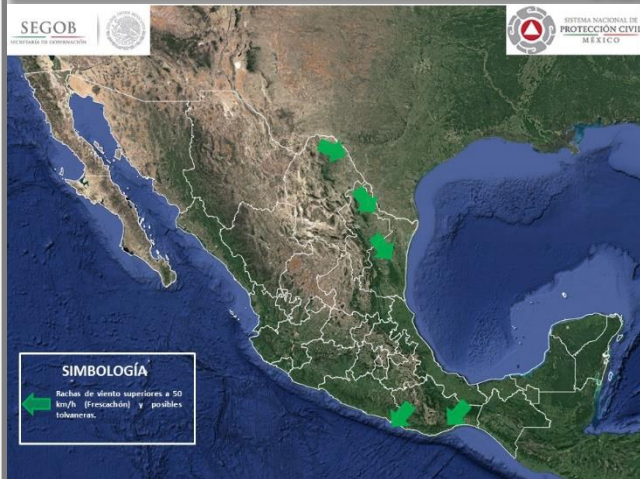 SEGOB
SECRETARÍA DE GOBERNACIÓN
SISTEMA NACIONAL DE
PROTECCIÓN CIVIL
MÉXICO
SIMBOLOGÍA
Rachas de viento superiores a 50
km/h (Frescachón) y posibles
tolvaneras.